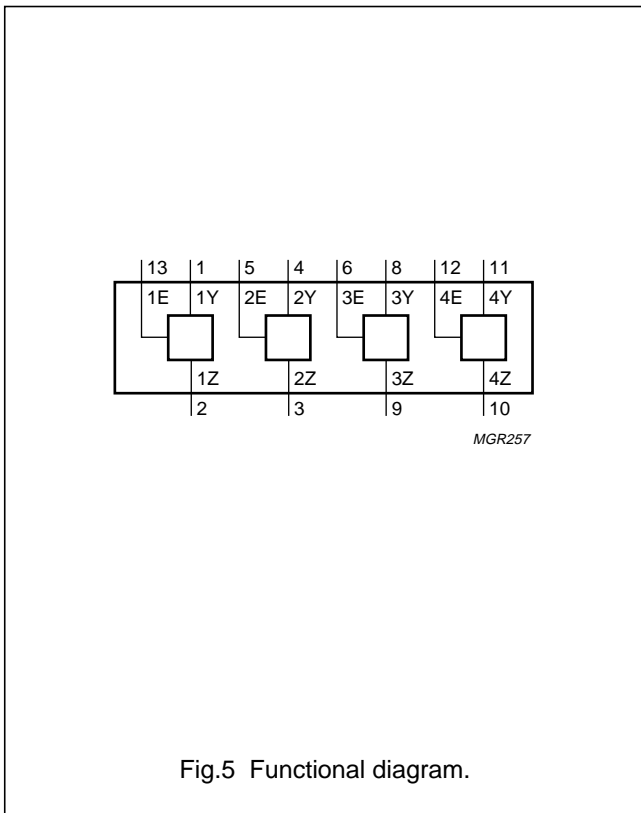 13 1 5 4 6 8 12 11
1E 1Y 2E 2Y 3E 3Y 4E 4Y
1Z 2Z 3Z 4Z
2 3 9 10
MGR257
Fig.5 Functional diagram.